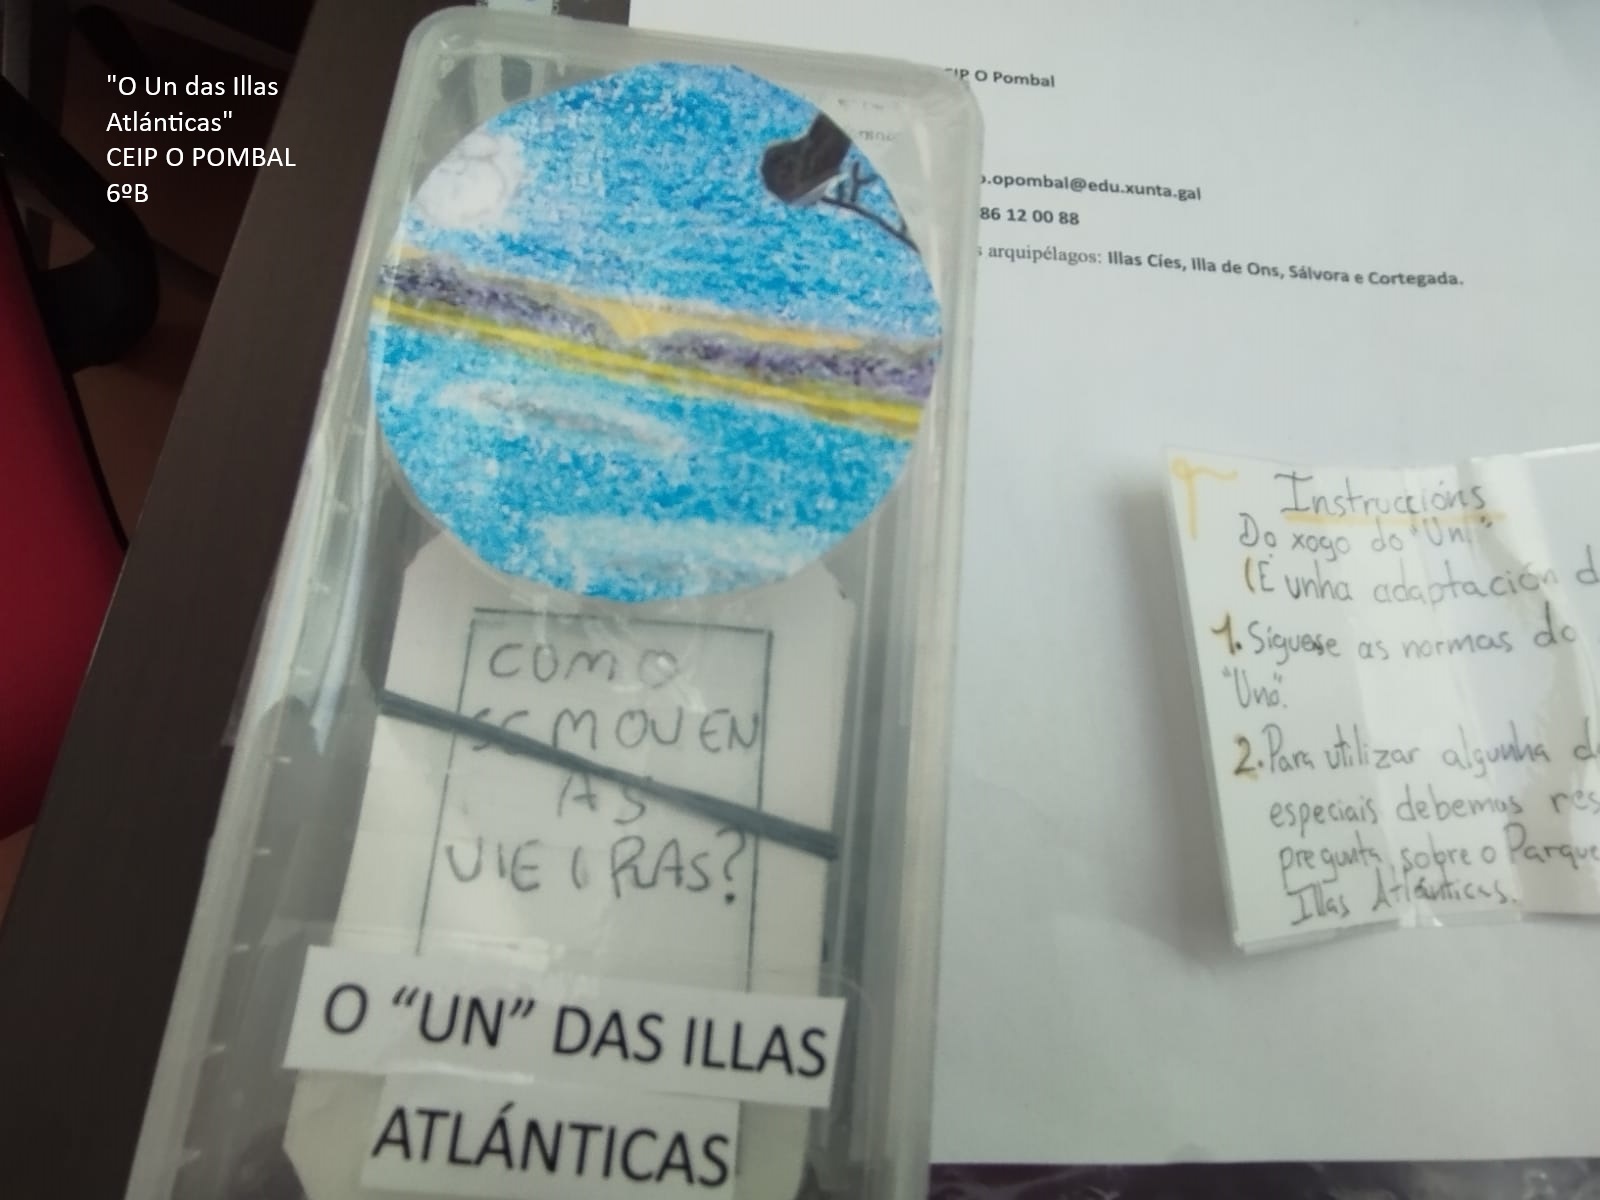 "O Un das Illas
Atlánticas"
CEIP O POMBAL
6ºB
CEIP O Pombal
.opombal@edu.xunta.gal
86 12 00 88
arquipélagos: Illas Cíes, Illa de Ons, Sálvora e Cortegada.
COMO
SE MOVEN
AS
VIEIRAS?
O “UN” DAS ILLAS
ATLÁNTICAS
Instruccións
Do xogo do "Un"
(É unha adaptación d
1. Síguese as normas do
"Uno".
2. Para utilizar algunha d
especiais debemos res
pregunta sobre o Parque
Illas Atlánticas.